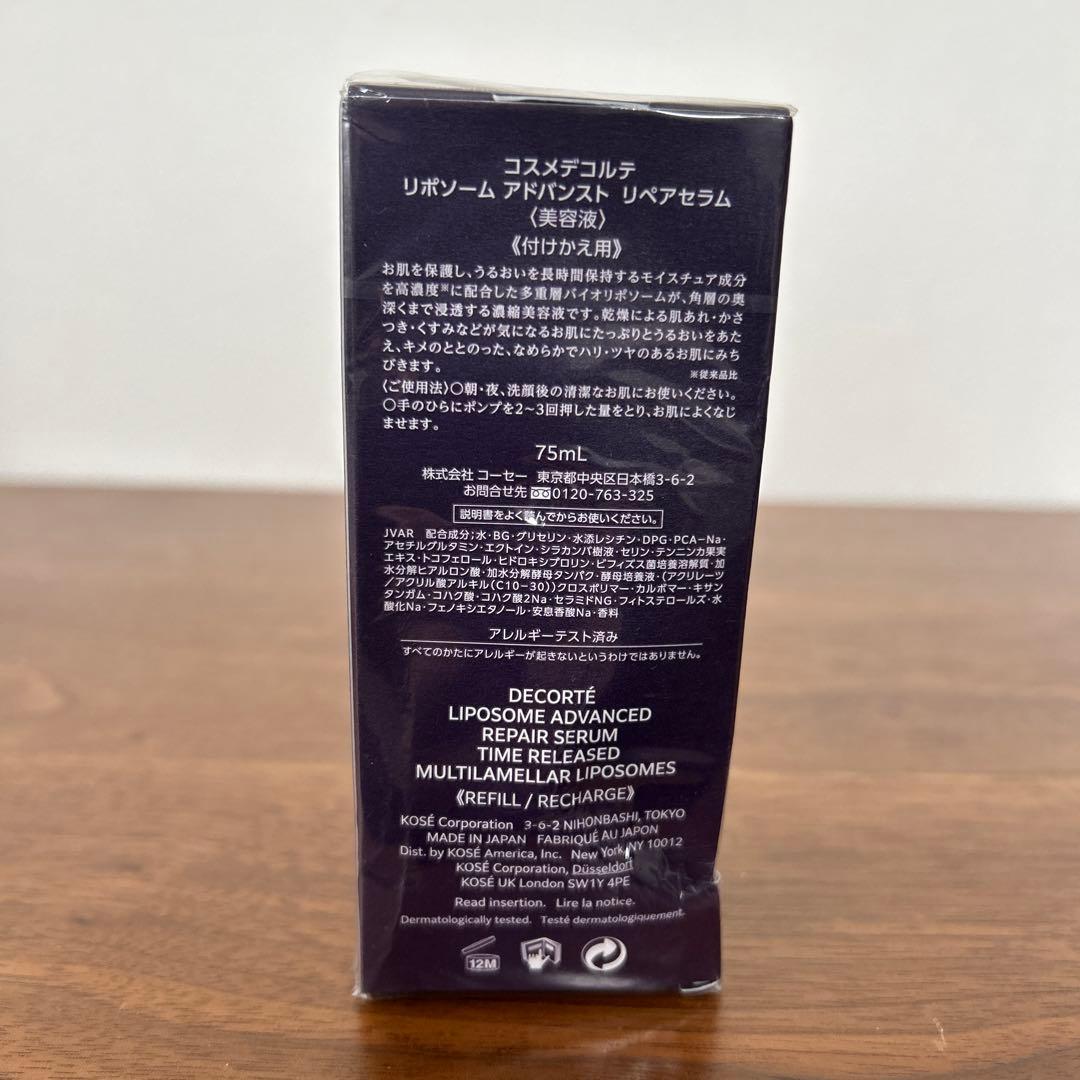 コスメデコルテ
リポソーム アドバンスト リペアセラム
〈美容液〉
《付けかえ用》
お肌を保護し、うるおいを長時間保持するモイスチュア成分
を高濃度※に配合した多重層バイオリポソームが、角層の奥
深くまで浸透する濃縮美容液です。乾燥による肌あれ・かさ
つき・くすみなどが気になるお肌にたっぷりとうるおいをあた
え、キメのととのった、なめらかでハリ・ツヤのあるお肌にみち
びきます。
※従来品比
〈ご使用法〉○朝・夜、洗顔後の清潔なお肌にお使いください。
○手のひらにポンプを2〜3回押した量をとり、お肌によくなじ
ませます。
75mL
株式会社 コーセー 東京都中央区日本橋3-6-2
お問合せ先 0120-763-325
説明書をよく読んでからお使いください。
JVAR 配合成分；水・BG・グリセリン・水添レシチン・DPG・PCA-Na・
アセチルグルタミン・エクトイン・シラカンバ樹液・セリン・テンニンカ果実
エキス・トコフェロール・ヒドロキシプロリン・ビフィズス菌培養溶解質・加
水分解ヒアルロン酸・加水分解酵母タンパク・酵母培養液・(アクリレーツ
/アクリル酸アルキル(C10-30))クロスポリマー・カルボマー・キサン
タンガム・コハク酸・コハク酸2Na・セラミドNG・フィトステロールズ・水
酸化Na・フェノキシエタノール・安息香酸Na・香料
アレルギーテスト済み
すべてのかたにアレルギーが起きないというわけではありません。
DECORTÉ
LIPOSOME ADVANCED
REPAIR SERUM
TIME RELEASED
MULTILAMELLAR LIPOSOMES
《REFILL / RECHARGE》
KOSÉ Corporation 3-6-2 NIHONBASHI, TOKYO
MADE IN JAPAN FABRIQUÉ AU JAPON
Dist. by KOSÉ America, Inc. New York, NY 10012
KOSÉ Corporation, Düsseldorf
KOSÉ UK London SW1Y 4PE
Read insertion. Lire la notice.
Dermatologically tested. Testé dermatologiquement.
12M